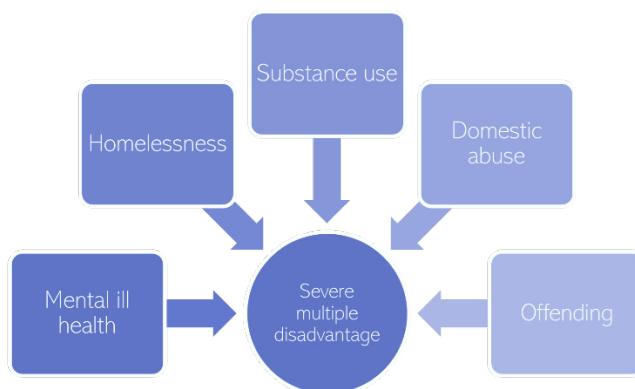 Substance use
Homelessness
Domestic
abuse
Mental ill
health
Severe
multiple
disadvantage
Offending